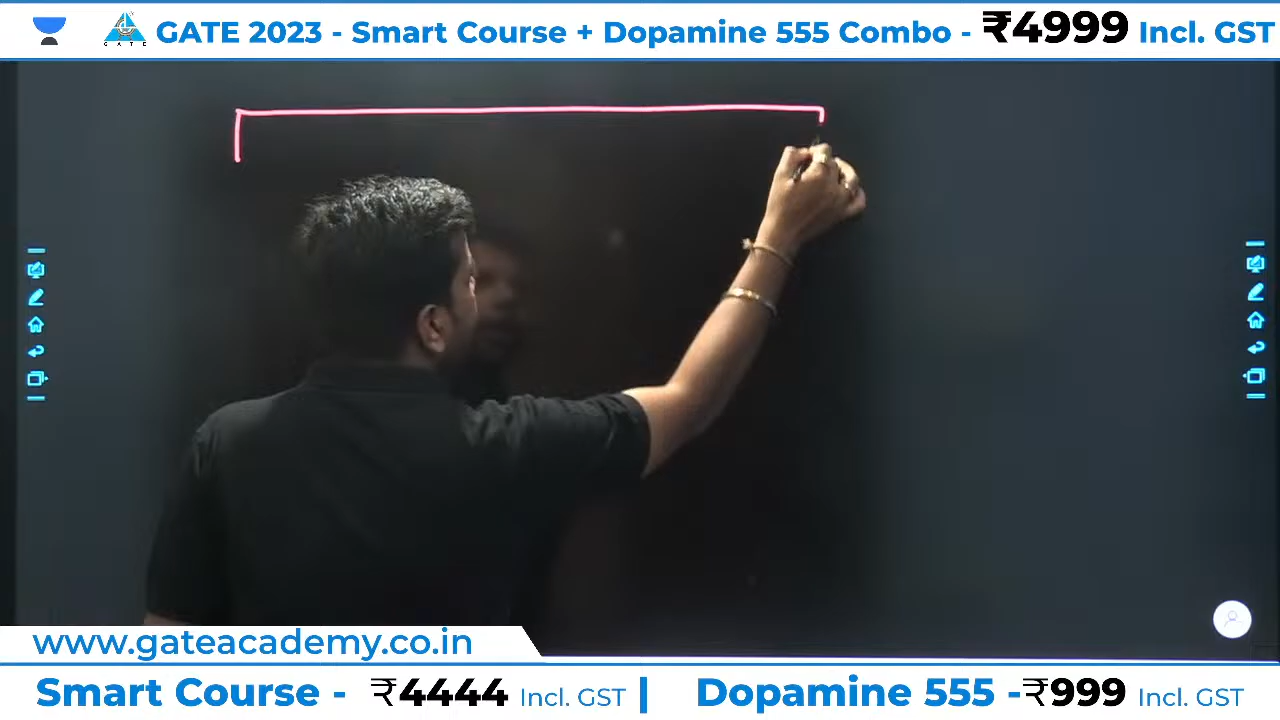 GATE
GATE 2023 - Smart Course + Dopamine 555 Combo - ₹4999 Incl. GST
www.gateacademy.co.in
Smart Course - ₹4444 Incl. GST | Dopamine 555 -₹999 Incl. GST